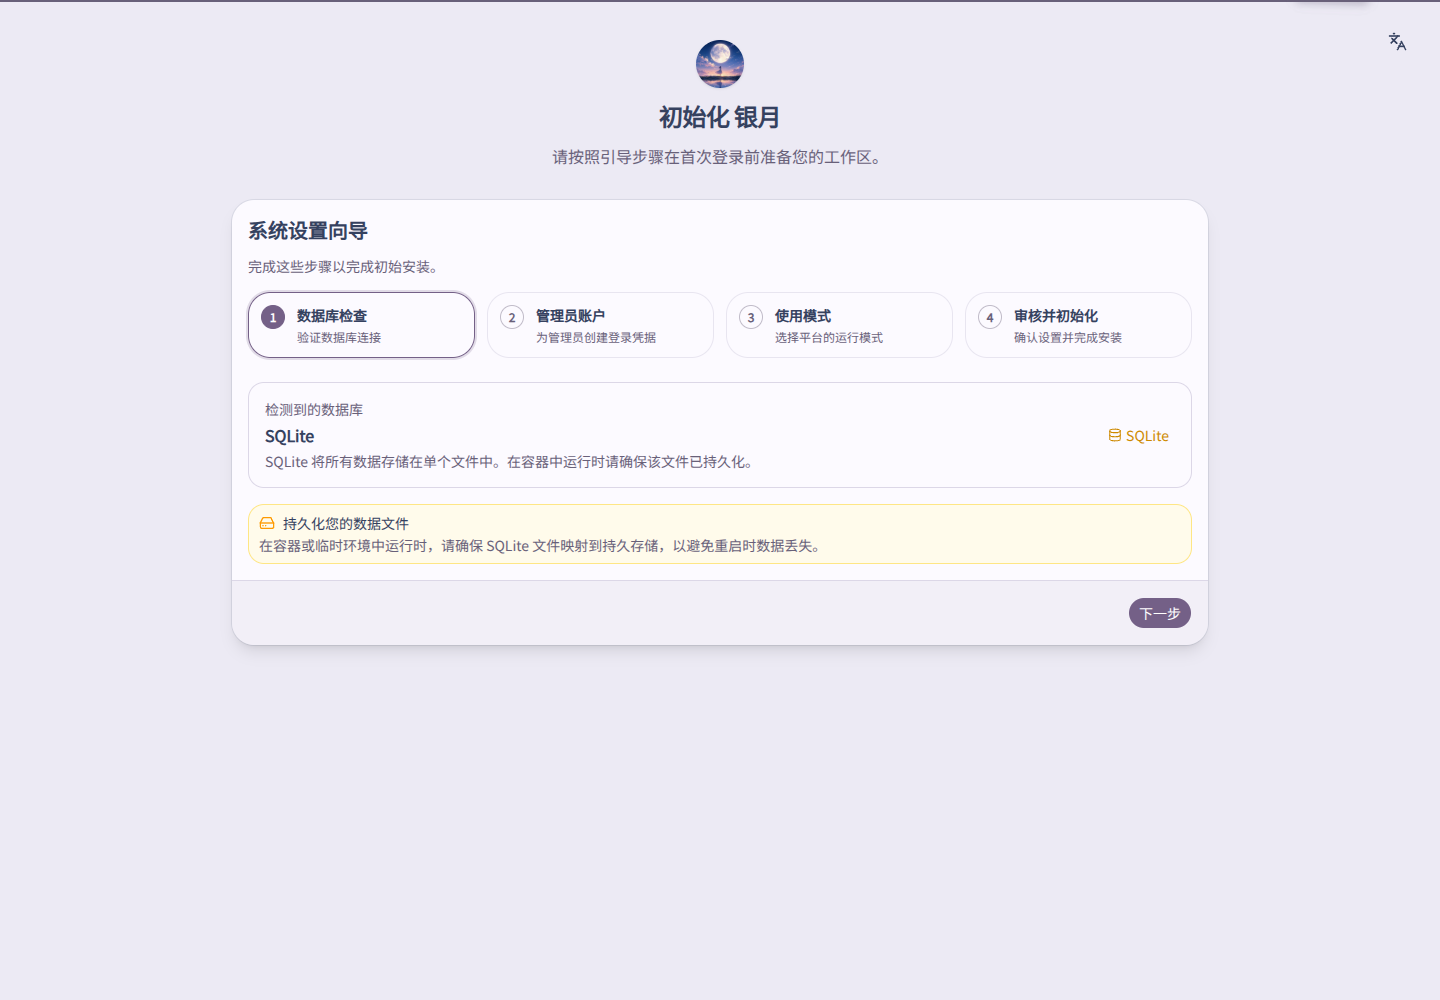 初始化 银月
请按照引导步骤在首次登录前准备您的工作区。
系统设置向导
完成这些步骤以完成初始安装。
1 数据库检查
验证数据库连接
2 管理员账户
为管理员创建登录凭据
3 使用模式
选择平台的运行模式
4 审核并初始化
确认设置并完成安装
检测到的数据库
SQLite
SQLite
SQLite 将所有数据存储在单个文件中。在容器中运行时请确保该文件已持久化。
持久化您的数据文件
在容器或临时环境中运行时，请确保 SQLite 文件映射到持久存储，以避免重启时数据丢失。
下一步